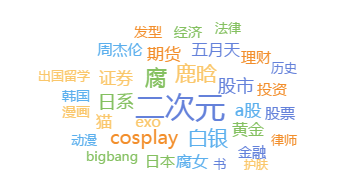 发型 经济 法律
周杰伦 期货 五月天 理财
出国留学 证券 腐 鹿晗 股市 历史
韩国 日系 二次元 a股 投资
漫画 猫 exo 股票
动漫 cosplay 白银 黄金 律师
bigbang 日本 腐女 书 金融
护肤